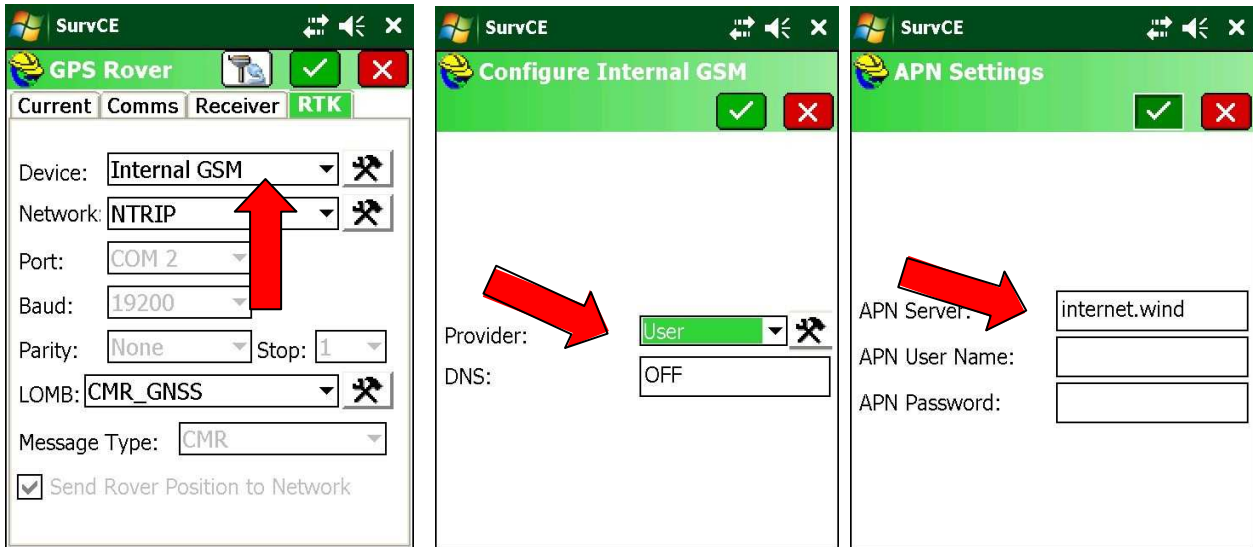 SurvCE
GPS Rover
Current Comms Receiver RTK
Device: Internal GSM
Network: NTRIP
Port: COM 2
Baud: 19200
Parity: None Stop: 1
LOMB: CMR_GNSS
Message Type: CMR
Send Rover Position to Network
SurvCE
Configure Internal GSM
Provider: User
DNS: OFF
SurvCE
APN Settings
APN Server: internet.wind
APN User Name:
APN Password: